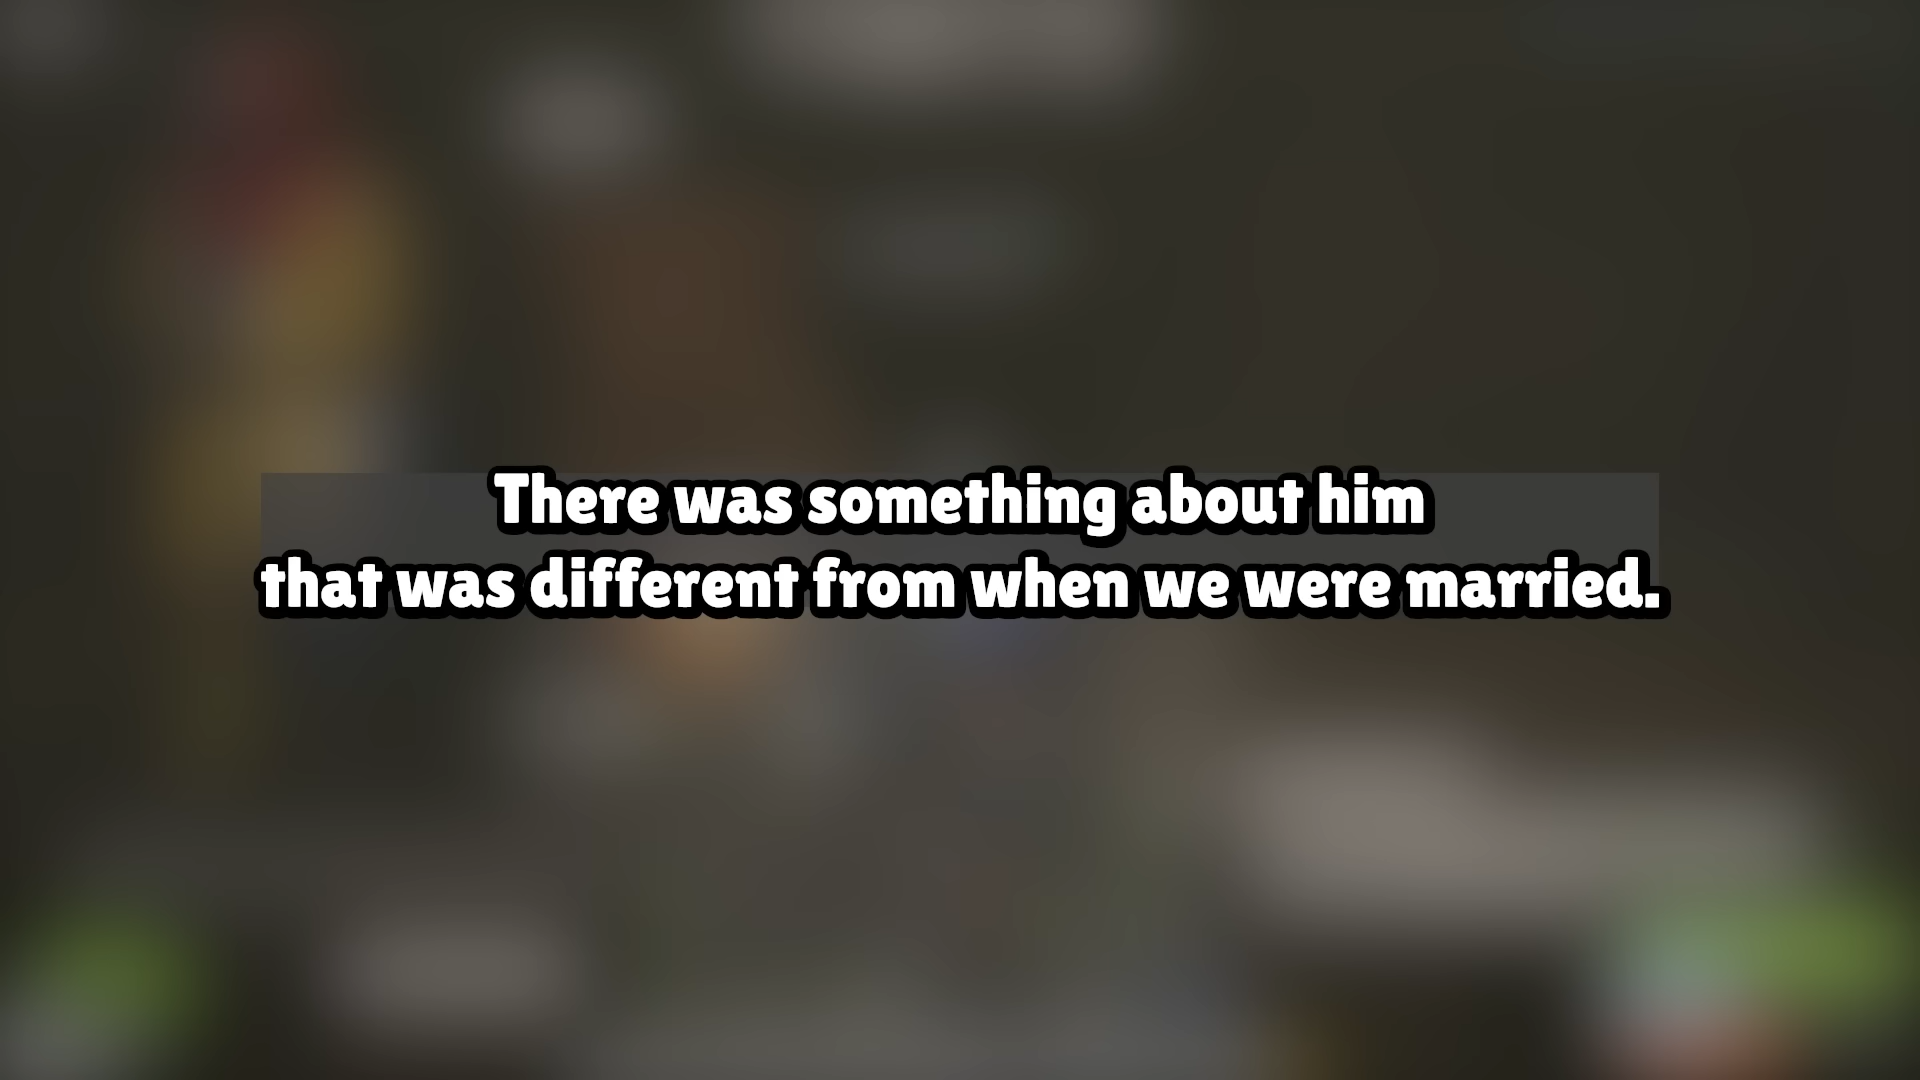 There was something about him
that was different from when we were married.